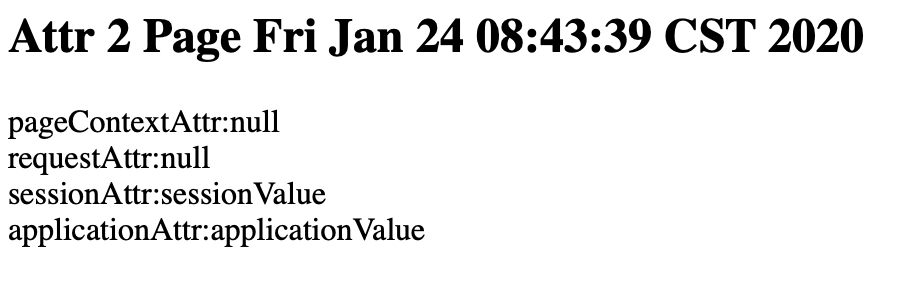 Attr 2 Page Fri Jan 24 08:43:39 CST 2020
pageContextAttr:null
requestAttr:null
sessionAttr:sessionValue
applicationAttr:applicationValue